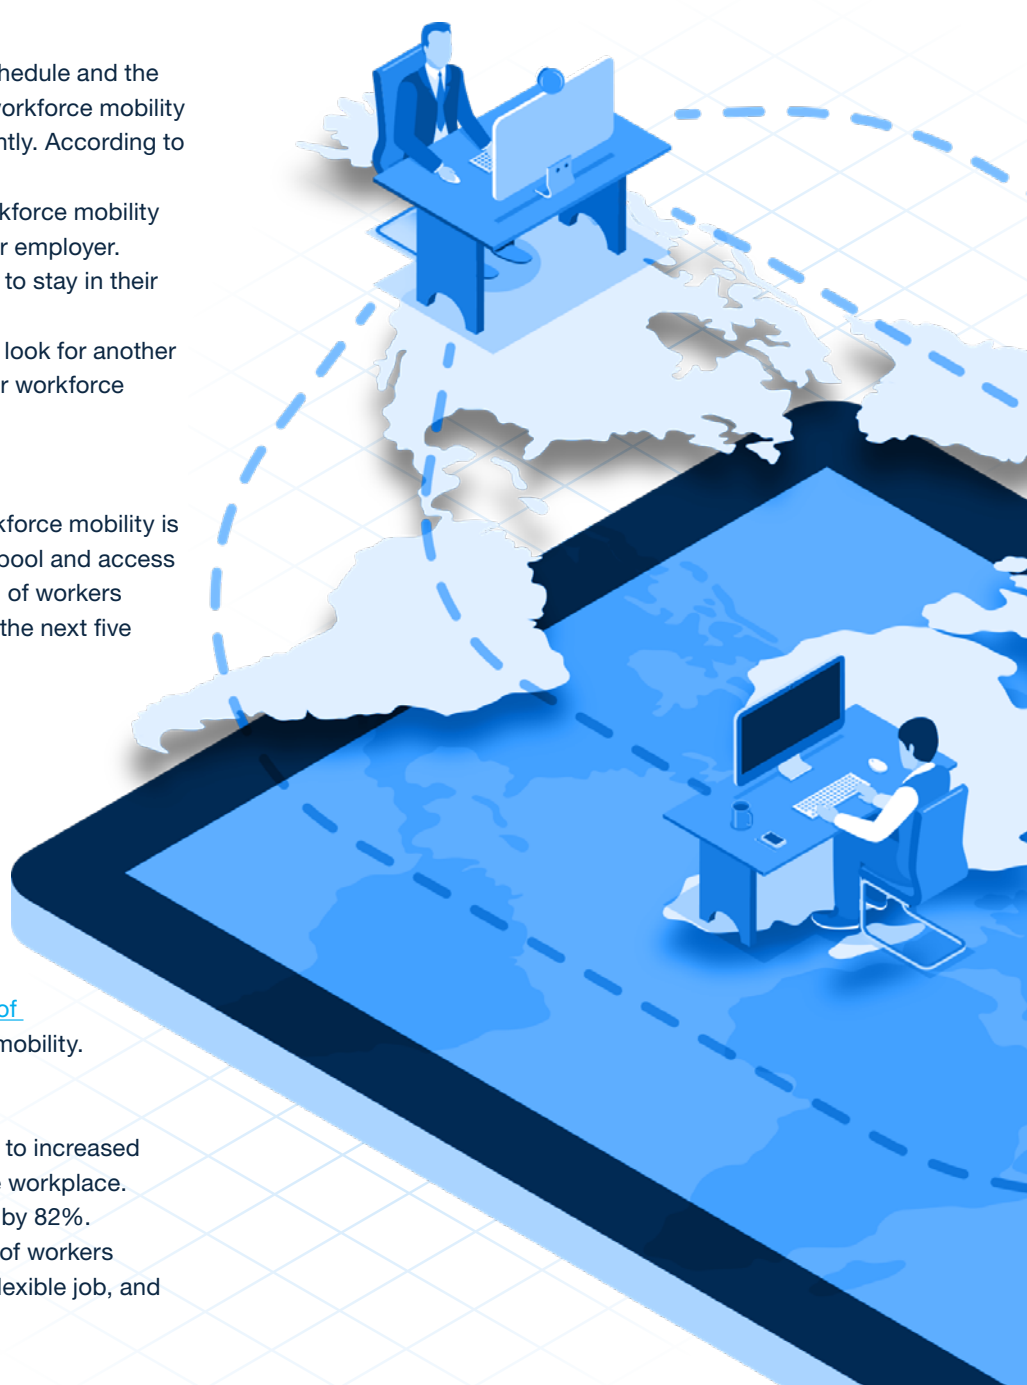 hedule and the
workforce mobility
ntly. According to
kforce mobility
r employer.
to stay in their
look for another
r workforce
kforce mobility is
pool and access
of workers
the next five
of
mobility.
to increased
workplace.
by 82%.
of workers
lexible job, and